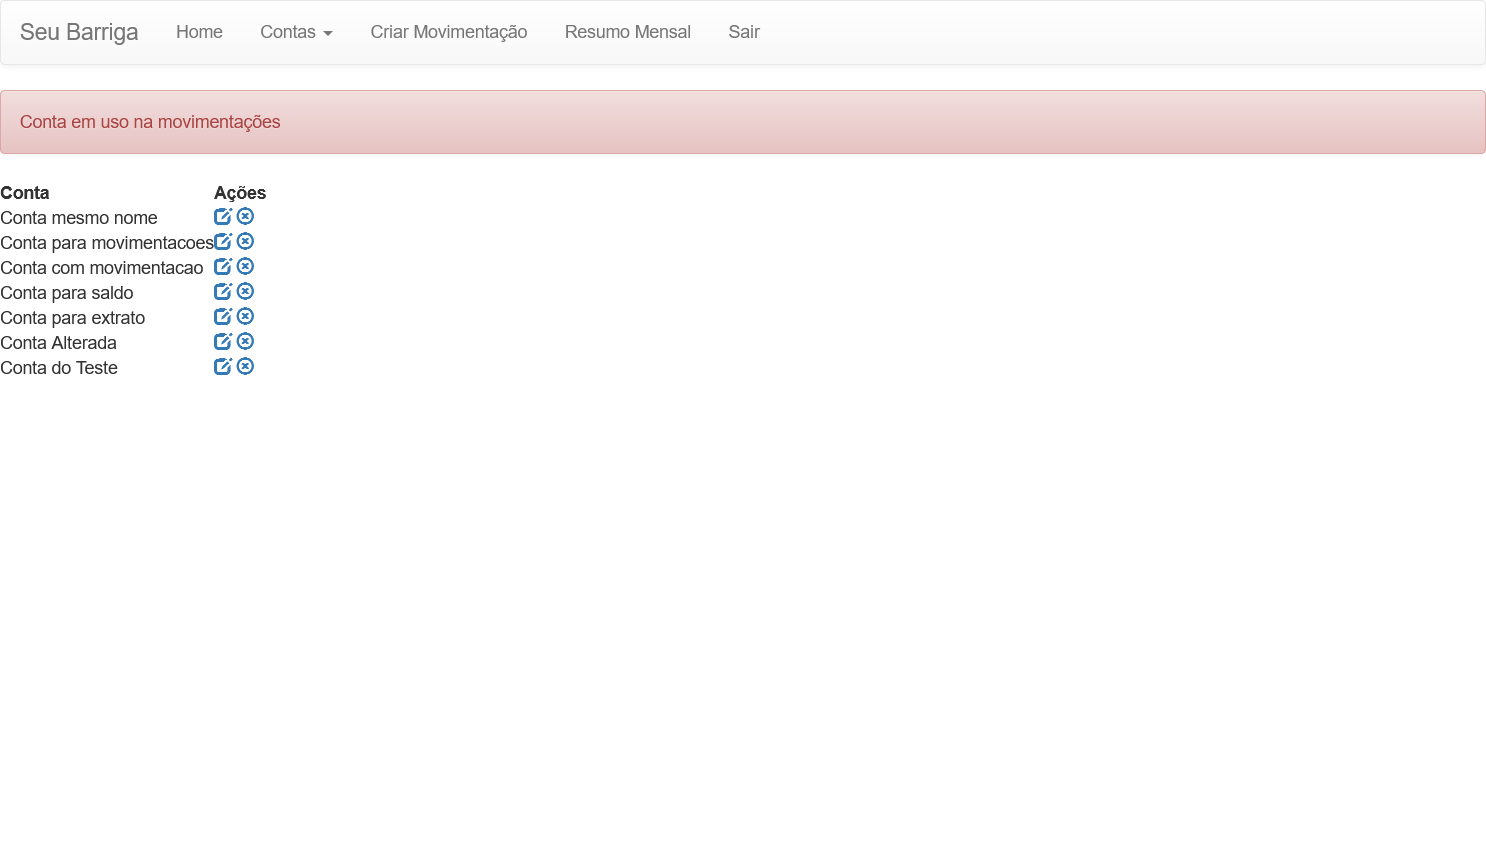 Seu Barriga Home Contas Criar Movimentação Resumo Mensal Sair
Conta em uso na movimentações
Conta Ações
Conta mesmo nome
Conta para movimentacoes
Conta com movimentacao
Conta para saldo
Conta para extrato
Conta Alterada
Conta do Teste